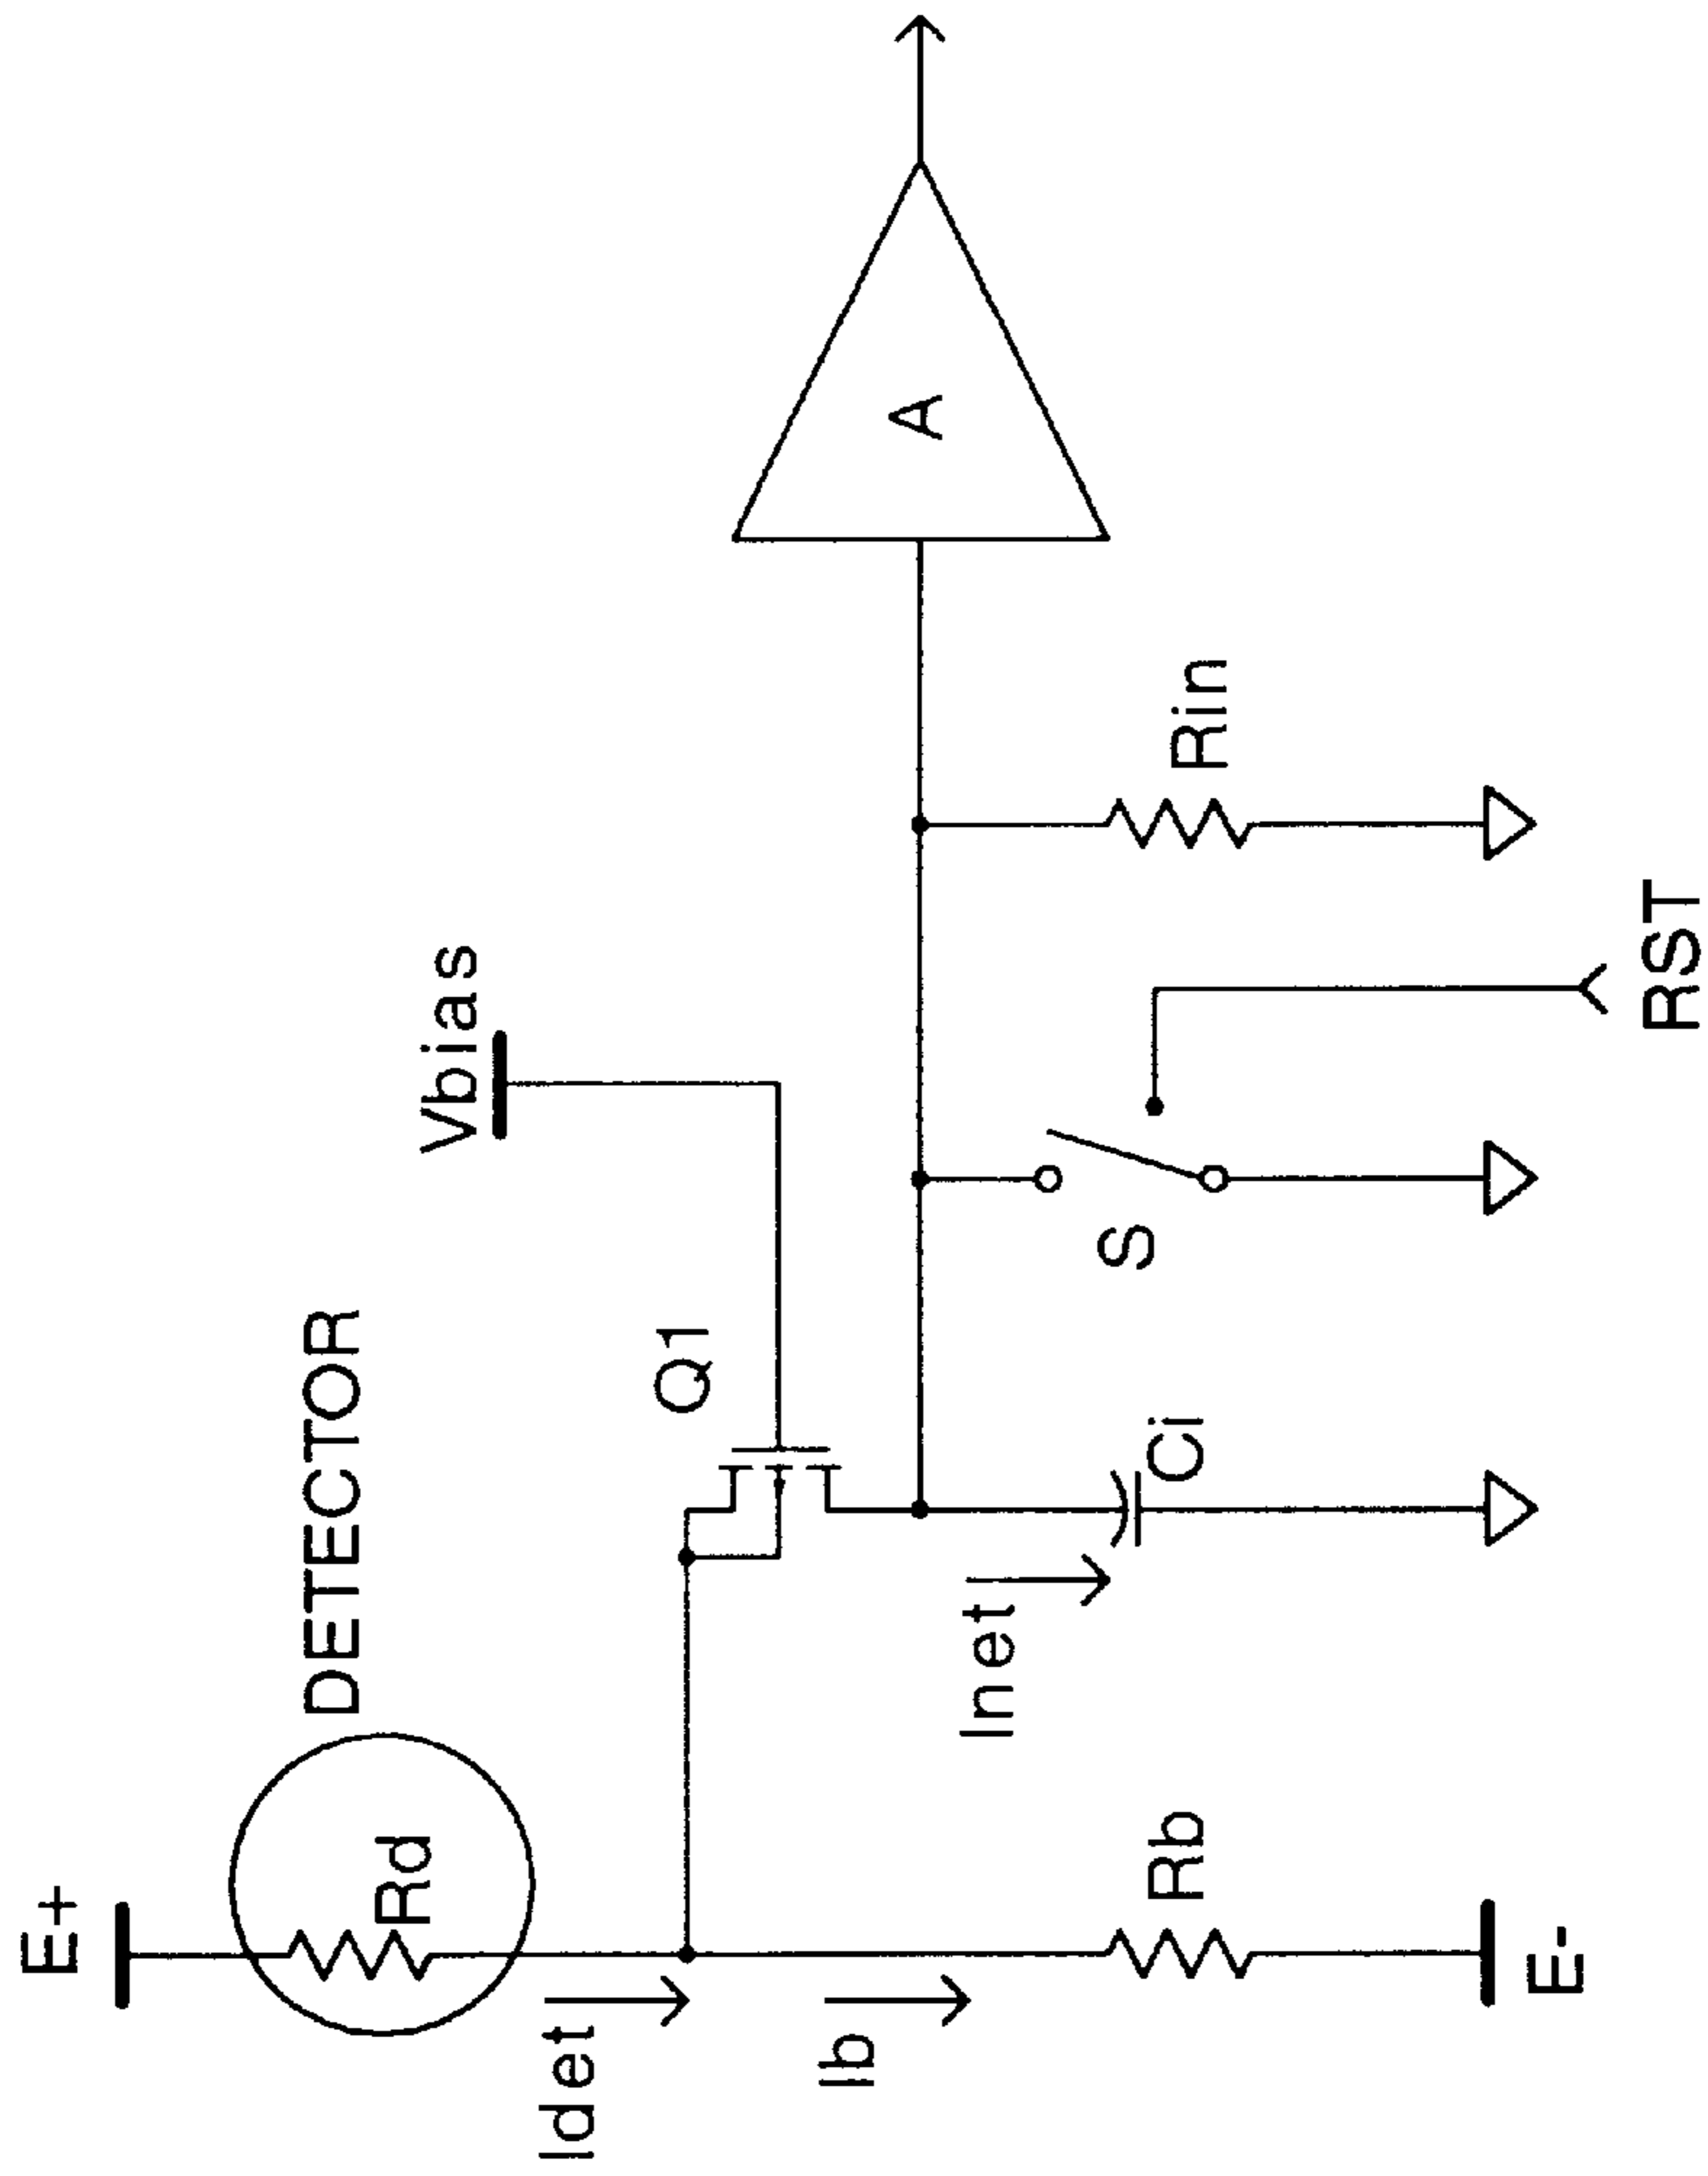 E+
Rd
DETECTOR
Idet
Ib
Rb
E-
Q1
Vbias
Inet
Ci
S
RST
Rin
A